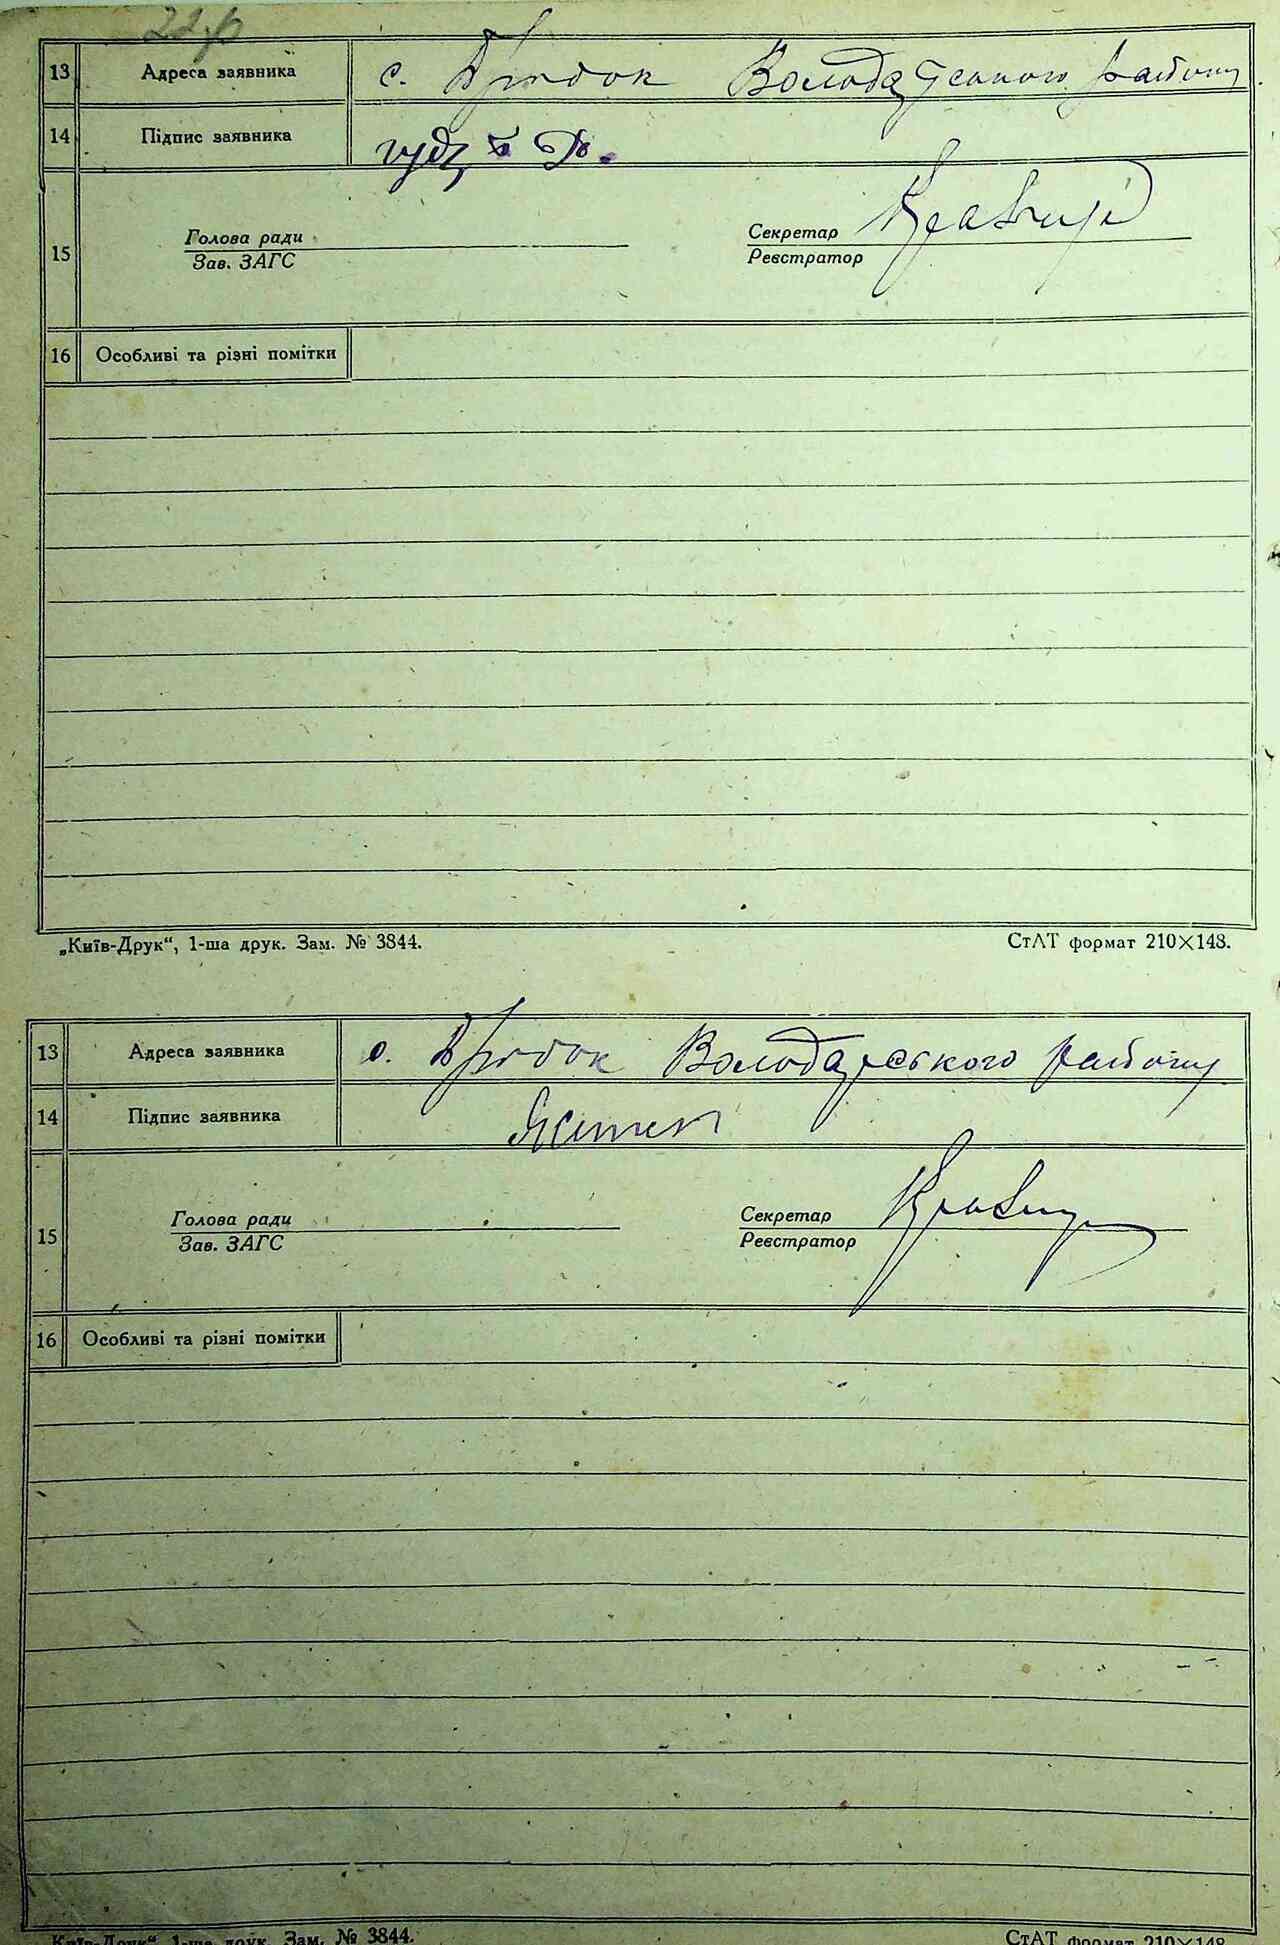 13 Адреса заявника с. Городок Володарського району
14 Підпис заявника
15 Голова ради Секретар
Зав. ЗАГС Реєстратор
16 Особливі та різні помітки
„Київ-Друк“, 1-ша друк. Зам. № 3844. СтАТ формат 210×148.
13 Адреса заявника с. Городок Володарського району
14 Підпис заявника
15 Голова ради Секретар
Зав. ЗАГС Реєстратор
16 Особливі та різні помітки
„Київ-Друк“, 1-ша друк. Зам. № 3844. СтАТ формат 210×148.